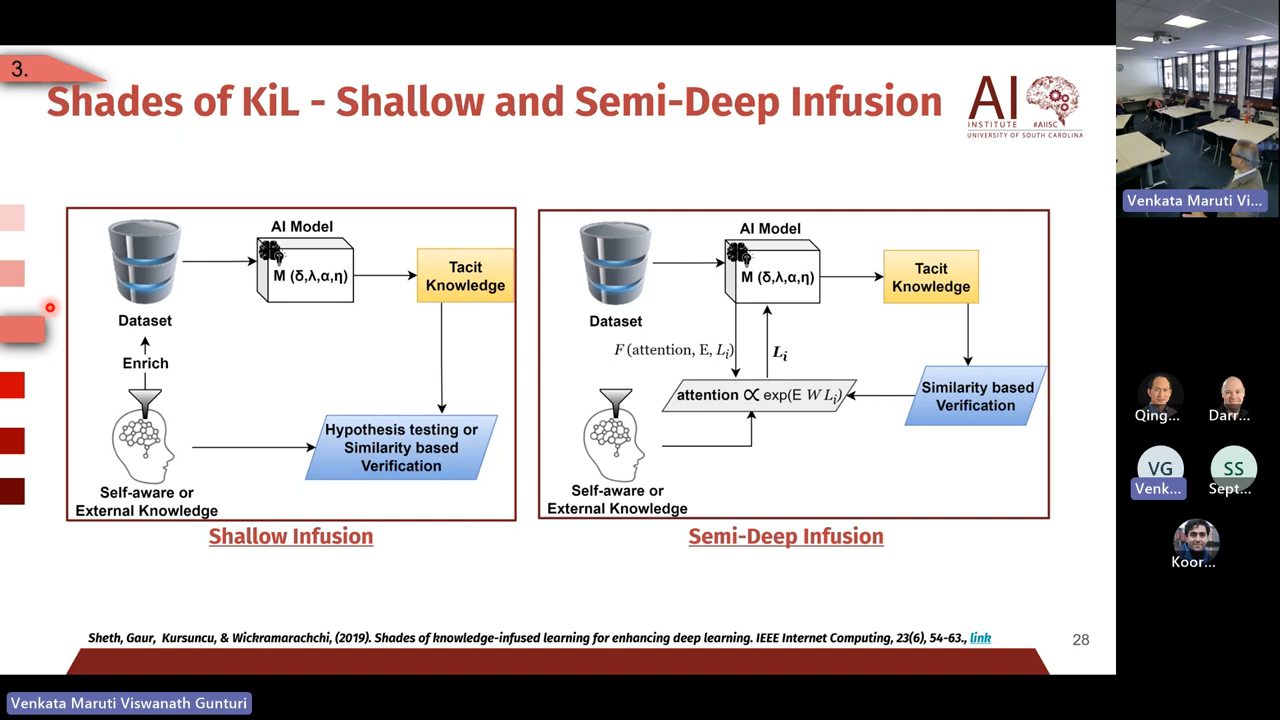 3.
Shades of KiL - Shallow and Semi-Deep Infusion
AI
INSTITUTE #AIISC
UNIVERSITY OF SOUTH CAROLINA
AI Model
M (δ,λ,α,η)
Tacit
Knowledge
Dataset
Enrich
Hypothesis testing or
Similarity based
Verification
Self-aware or
External Knowledge
Shallow Infusion
AI Model
M (δ,λ,α,η)
Tacit
Knowledge
Dataset
F (attention, E, Li)
Li
attention ∝ exp(E W Li)
Similarity based
Verification
Self-aware or
External Knowledge
Semi-Deep Infusion
Sheth, Gaur, Kursuncu, & Wickramarachchi, (2019). Shades of knowledge-infused learning for enhancing deep learning. IEEE Internet Computing, 23(6), 54-63., link
28
Venkata Maruti Vi...
Qing...
Darr...
VG
Venk...
SS
Sept...
Koor...
Venkata Maruti Viswanath Gunturi